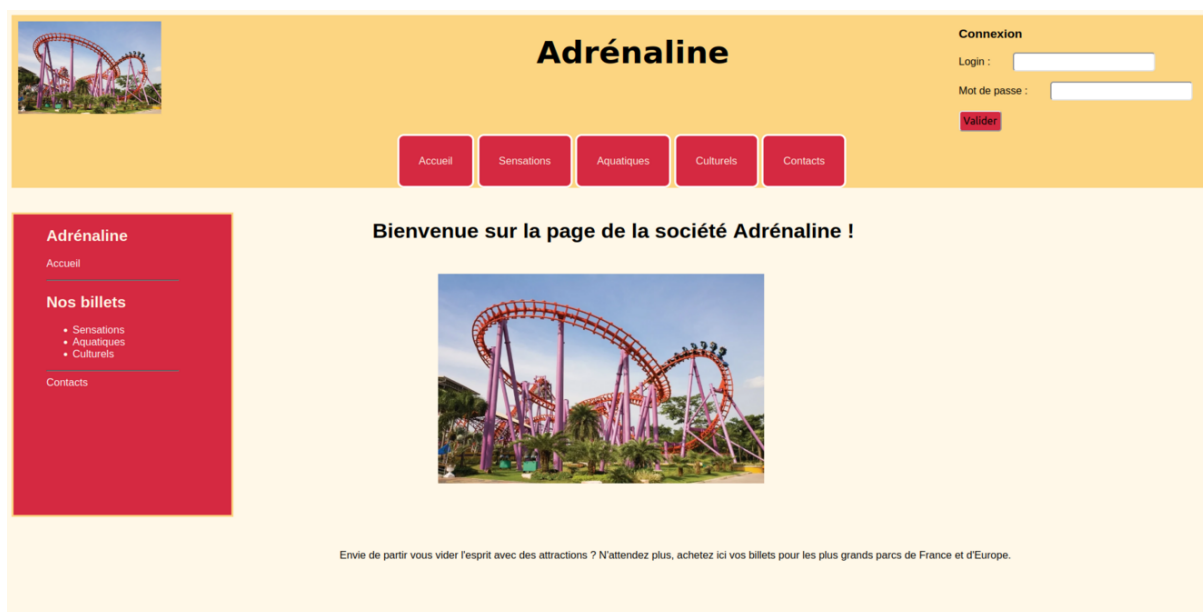 Adrénaline
Connexion
Login :
Mot de passe :
Valider
Accueil
Sensations
Aquatiques
Culturels
Contacts
Adrénaline
Accueil
Nos billets
Sensations
Aquatiques
Culturels
Contacts
Bienvenue sur la page de la société Adrénaline !
Envie de partir vous vider l'esprit avec des attractions ? N'attendez plus, achetez ici vos billets pour les plus grands parcs de France et d'Europe.